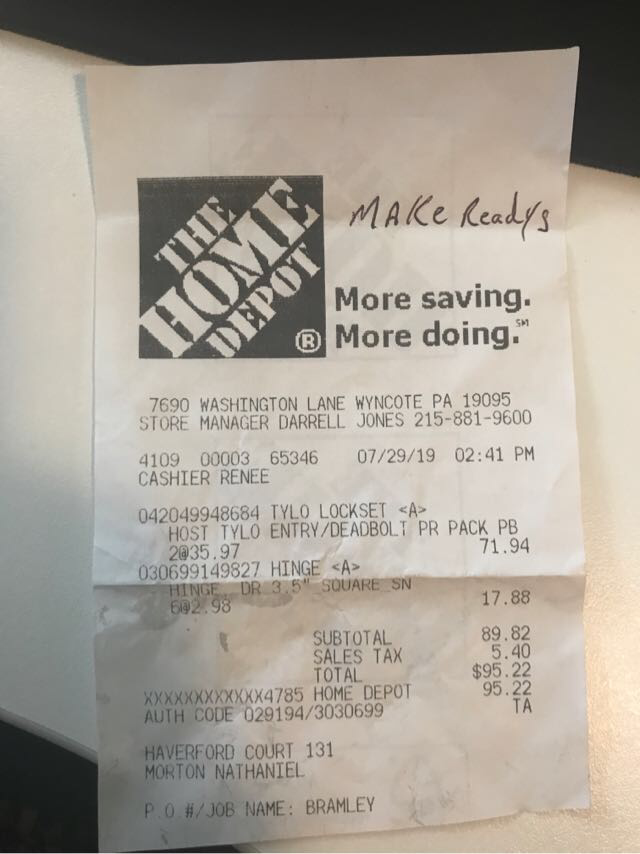 THE
HOME
DEPOT
®
MAKe Readys
More saving.
More doing.℠
7690 WASHINGTON LANE WYNCOTE PA 19095
STORE MANAGER DARRELL JONES 215-881-9600
4109 00003 65346 07/29/19 02:41 PM
CASHIER RENEE
042049948684 TYLO LOCKSET <A>
HOST TYLO ENTRY/DEADBOLT PR PACK PB
2@35.97 71.94
030699149827 HINGE <A>
HINGE, DR 3.5" SQUARE SN
6@2.98 17.88
SUBTOTAL 89.82
SALES TAX 5.40
TOTAL $95.22
XXXXXXXXXXXX4785 HOME DEPOT 95.22
AUTH CODE 029194/3030699 TA
HAVERFORD COURT 131
MORTON NATHANIEL
P.O.#/JOB NAME: BRAMLEY